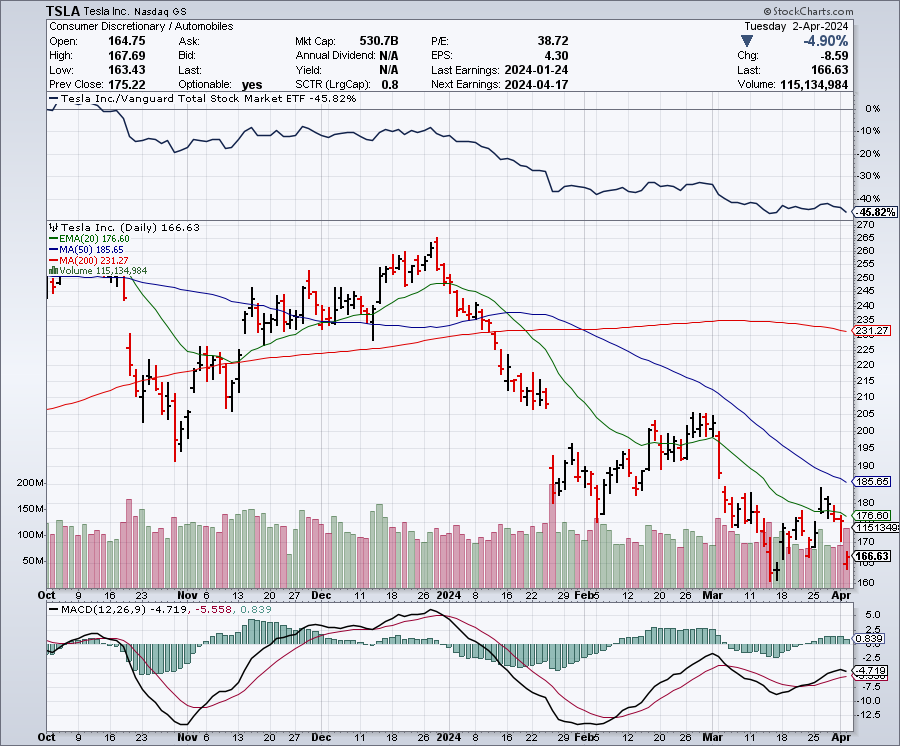 TSLA Tesla Inc. Nasdaq GS ® StockCharts.com
Consumer Discretionary / Automobiles Tuesday 2-Apr-2024
Open: 164.75 Ask: Mkt Cap: 530.7B P/E: 38.72 ▼ -4.90%
High: 167.69 Bid: Annual Dividend: N/A EPS: 4.30 Chg: -8.59
Low: 163.43 Last: Yield: N/A Last Earnings: 2024-01-24 Last: 166.63
Prev Close: 175.22 Optionable: yes SCTR (LrgCap): 0.8 Next Earnings: 2024-04-17 Volume: 115,134,984
Tesla Inc./Vanguard Total Stock Market ETF -45.82%
0%
-10%
-20%
-30%
-40%
-45.82%
Tesla Inc. (Daily) 166.63
EMA(20) 176.60
MA(50) 185.65
MA(200) 231.27
Volume 115,134,984
270
265
260
255
250
245
240
235
231.27
225
220
215
210
205
200
195
190
185.65
180
176.60
1151349
170
166.63
165
160
200M
150M
100M
50M
Oct 9 16 23 Nov 6 13 20 27 Dec 11 18 26 2024 8 16 22 29 Feb 5 12 20 26 Mar 11 18 25 Apr
MACD(12,26,9) -4.719, -5.558, 0.839
5.0
2.5
0.839
0.0
-2.5
-4.719
-5.558
-7.5
-10.0
-12.5
Oct 9 16 23 Nov 6 13 20 27 Dec 11 18 26 2024 8 16 22 29 Feb 5 12 20 26 Mar 11 18 25 Apr